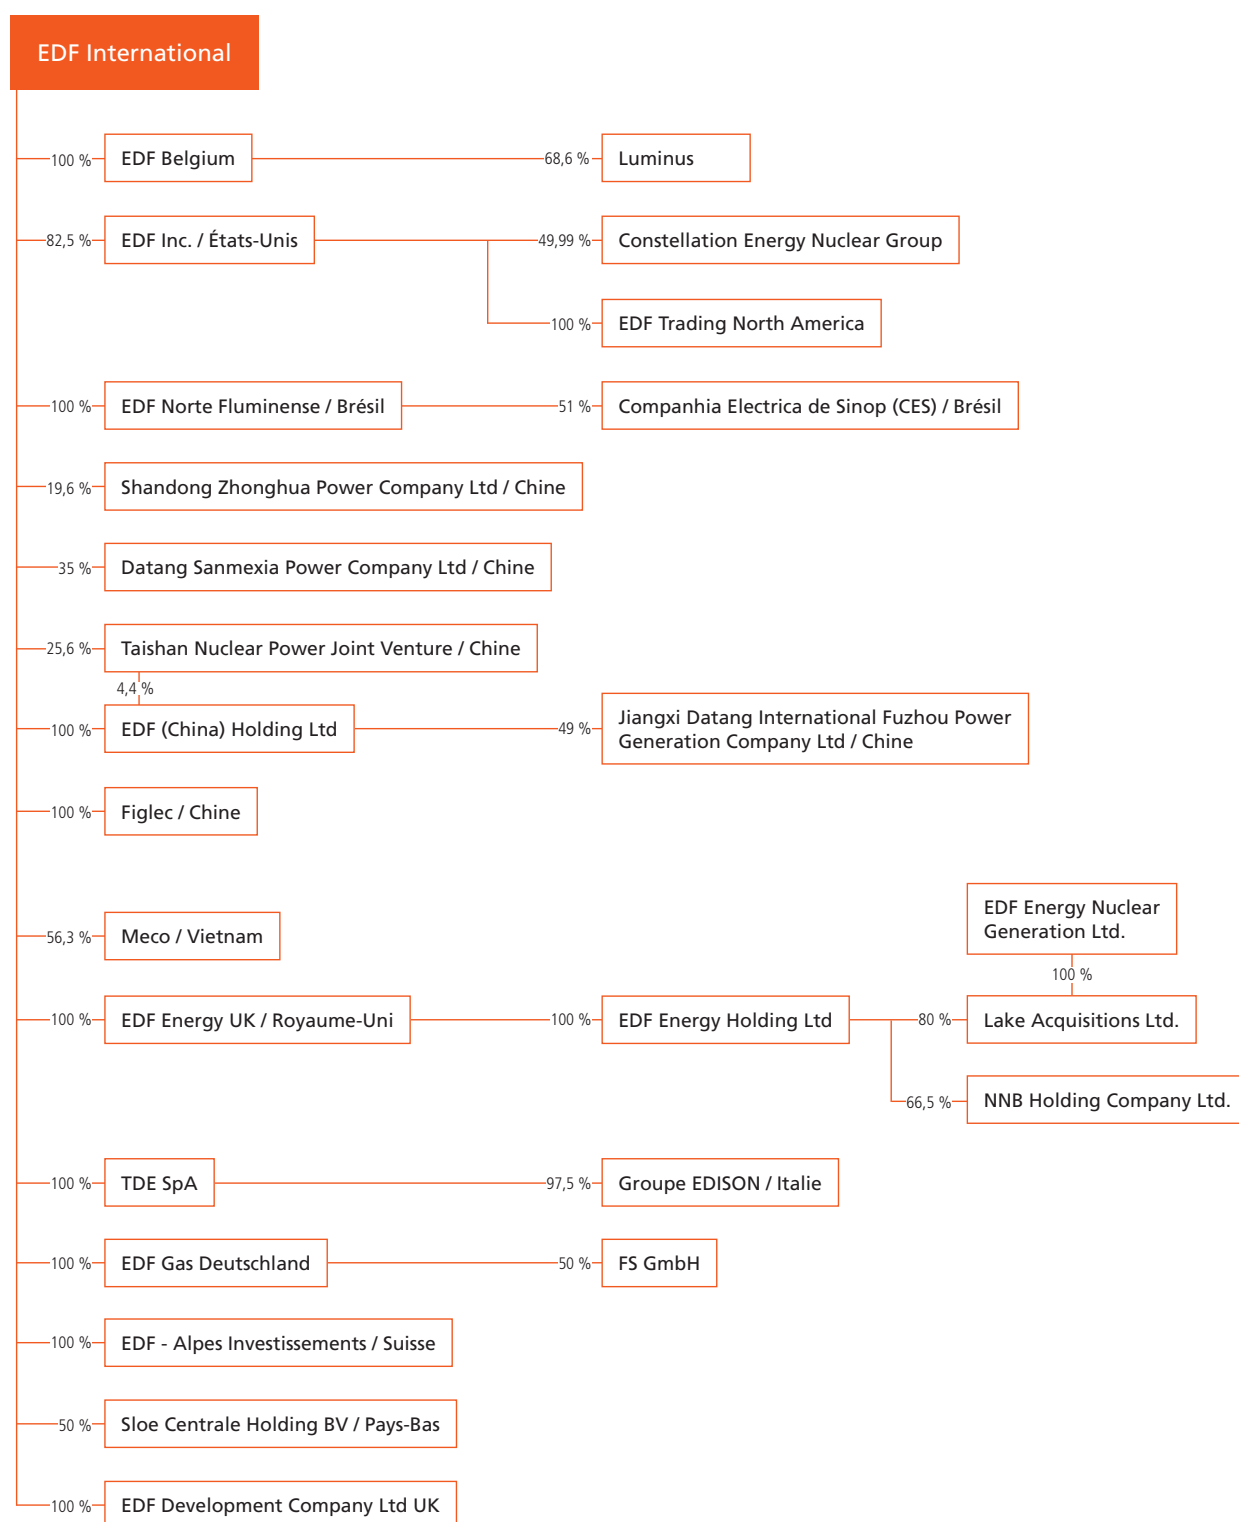 EDF International
100 % EDF Belgium 68,6 % Luminus
82,5 % EDF Inc. / États-Unis 49,99 % Constellation Energy Nuclear Group
100 % EDF Trading North America
100 % EDF Norte Fluminense / Brésil 51 % Companhia Electrica de Sinop (CES) / Brésil
19,6 % Shandong Zhonghua Power Company Ltd / Chine
35 % Datang Sanmexia Power Company Ltd / Chine
25,6 % Taishan Nuclear Power Joint Venture / Chine
4,4 %
100 % EDF (China) Holding Ltd 49 % Jiangxi Datang International Fuzhou Power
Generation Company Ltd / Chine
100 % Figlec / Chine
EDF Energy Nuclear
Generation Ltd.
56,3 % Meco / Vietnam
100 %
100 % EDF Energy UK / Royaume-Uni 100 % EDF Energy Holding Ltd 80 % Lake Acquisitions Ltd.
66,5 % NNB Holding Company Ltd.
100 % TDE SpA 97,5 % Groupe EDISON / Italie
100 % EDF Gas Deutschland 50 % FS GmbH
100 % EDF - Alpes Investissements / Suisse
50 % Sloe Centrale Holding BV / Pays-Bas
100 % EDF Development Company Ltd UK